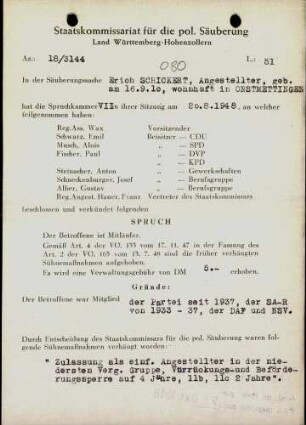 Staatskommissariat für die pol. Säuberung
Land Württemberg-Hohenzollern
Az.: 18/3144
L: 51
080
In der Säuberungssache Erich SCHICKERT, Angestellter, geb.
am 16.9.10, wohnhaft in ONSTMETTINGEN
hat die Spruchkammer VII in ihrer Sitzung am 20.8.1948, an welcher
teilgenommen haben:
Reg.Ass. Wax Vorsitzender
Schwarz, Emil Beisitzer — CDU
Munsh, Alois „ — SPD
Fischer, Paul „ — DVP
„ — KPD
Steinacher, Anton „ — Gewerkschaften
Schneckenburger, Josef „ — Berufsgruppe
Alber, Gustav „ — Berufsgruppe
Reg.Angest. Hauer, Franz Vertreter des Staatskommissars
beschlossen und verkündet folgenden
SPRUCH
Der Betroffene ist Mitläufer.
Gemäß Art. 4 der VO. 133 vom 17. 11. 47 in der Fassung des
Art. 2 der VO. 165 vom 13. 7. 48 sind die früher verhängten
Sühnemaßnahmen aufgehoben.
Es wird eine Verwaltungsgebühr von DM 5.— erhoben.
Gründe:
Der Betroffene war Mitglied der Partei seit 1937, der SA-R
von 1933 - 37, der DAF und NSV.
Durch Entscheidung des Staatskommissars für die pol. Säuberung waren folgende
Sühnemaßnahmen verhängt worden:
" Zulassung als einf. Angestellter in der nie-
dersten Verg. Gruppe, Vorrückungs- und Beförde-
rungssperre auf 4 Jahre, 11b, 11c 2 Jahre".